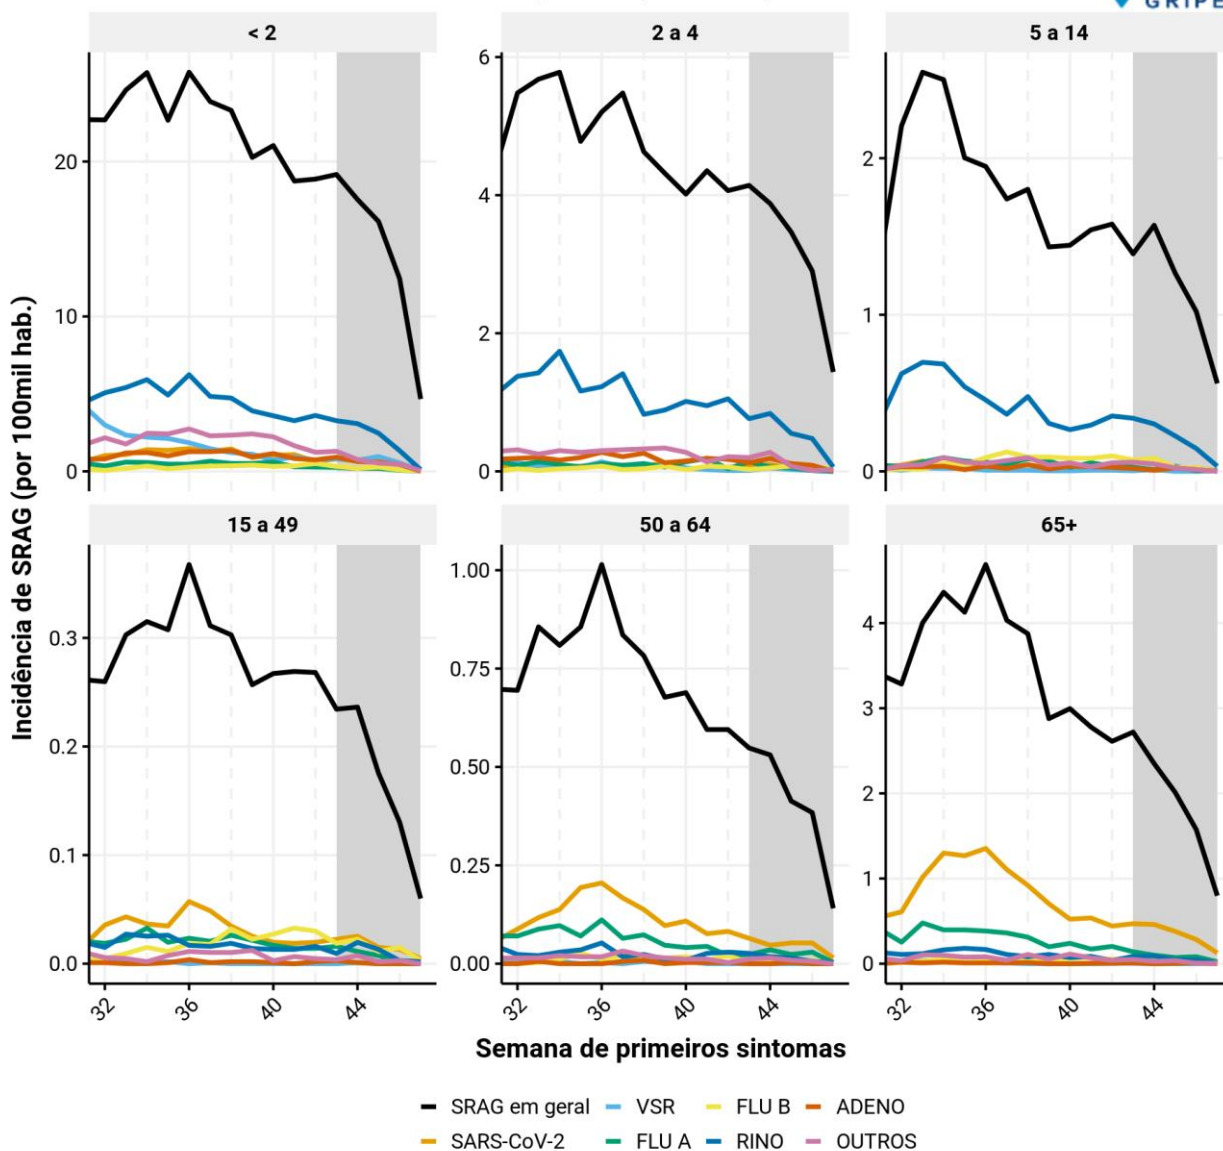 GRIPE
< 2
2 a 4
5 a 14
Incidência de SRAG (por 100mil hab.)
20
10
0
6
4
2
0
2
1
0
15 a 49
50 a 64
65+
0.3
0.2
0.1
0.0
1.00
0.75
0.50
0.25
0.00
4
3
2
1
0
32 36 40 44
32 36 40 44
32 36 40 44
Semana de primeiros sintomas
SRAG em geral VSR FLU B ADENO
SARS-CoV-2 FLU A RINO OUTROS